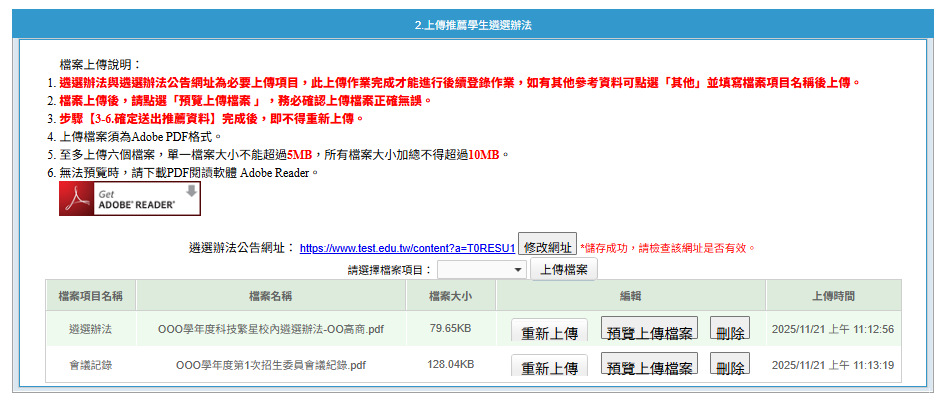 2.上傳推薦學生遴選辦法
檔案上傳說明：
1. 遴選辦法與遴選辦法公告網址為必要上傳項目，此上傳作業完成才能進行後續登錄作業，如有其他參考資料可點選「其他」並填寫檔案項目名稱後上傳。
2. 檔案上傳後，請點選「預覽上傳檔案 」，務必確認上傳檔案正確無誤。
3. 步驟【3-6.確定送出推薦資料】完成後，即不得重新上傳。
4. 上傳檔案須為Adobe PDF格式。
5. 至多上傳六個檔案，單一檔案大小不能超過5MB，所有檔案大小加總不得超過10MB。
6. 無法預覽時，請下載PDF閱讀軟體 Adobe Reader。
Get
ADOBE® READER®
遴選辦法公告網址： https://www.test.edu.tw/content?a=T0RESU1 修改網址 *儲存成功，請檢查該網址是否有效。
請選擇檔案項目： 上傳檔案
檔案項目名稱 檔案名稱 檔案大小 編輯 上傳時間
遴選辦法 OOO學年度科技繁星校內遴選辦法-OO高商.pdf 79.65KB 重新上傳 預覽上傳檔案 刪除 2025/11/21 上午 11:12:56
會議記錄 OOO學年度第1次招生委員會議紀錄.pdf 128.04KB 重新上傳 預覽上傳檔案 刪除 2025/11/21 上午 11:13:19